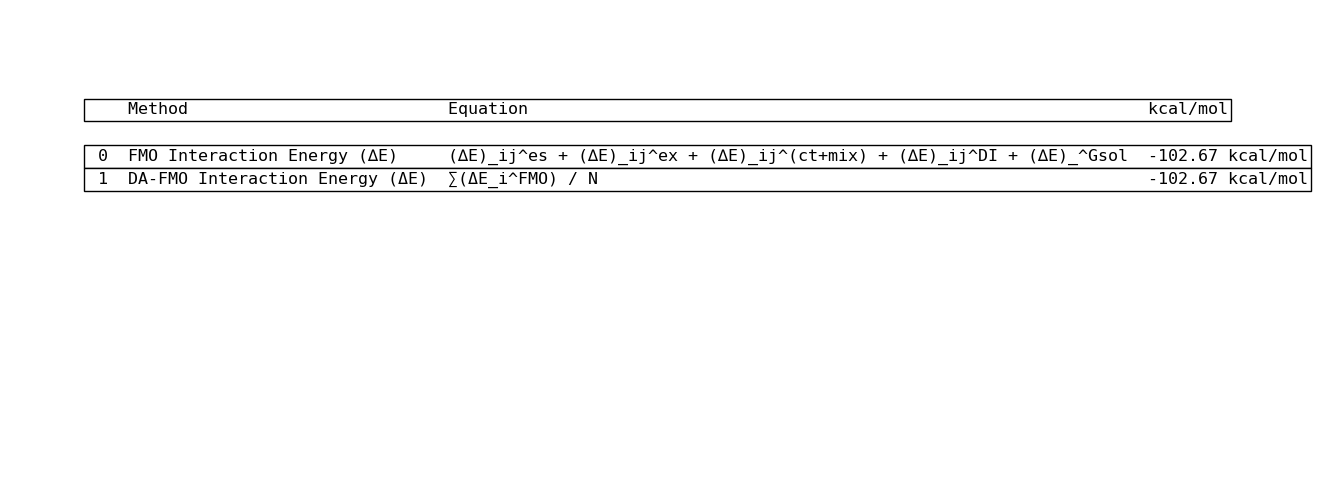 Method Equation kcal/mol
0 FMO Interaction Energy (ΔE) (ΔE)_ij^es + (ΔE)_ij^ex + (ΔE)_ij^(ct+mix) + (ΔE)_ij^DI + (ΔE)_^Gsol -102.67 kcal/mol
1 DA-FMO Interaction Energy (ΔE) ∑(ΔE_i^FMO) / N -102.67 kcal/mol